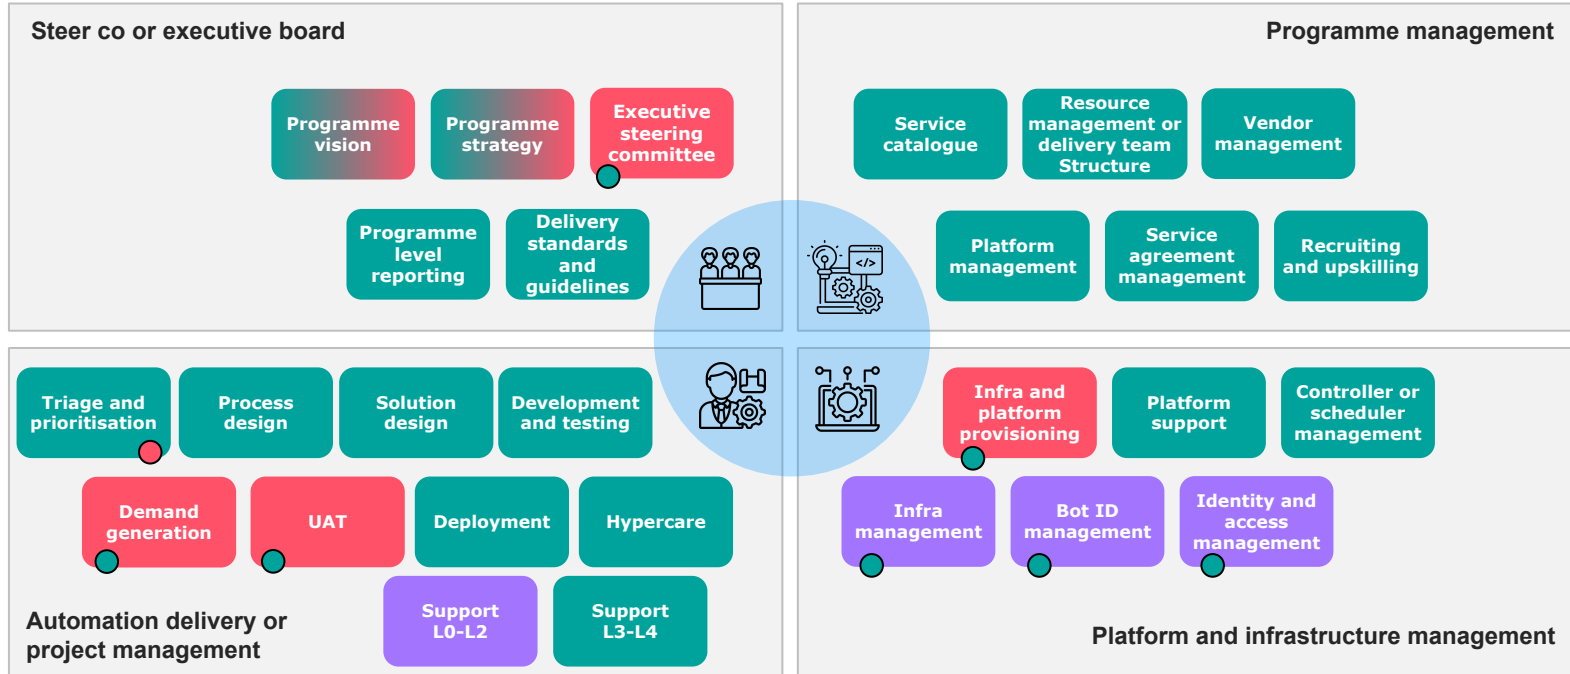 Steer co or executive board
Programme
vision
Programme
strategy
Executive
steering
committee
Programme
level
reporting
Delivery
standards
and
guidelines
Programme management
Service
catalogue
Resource
management or
delivery team
Structure
Vendor
management
Platform
management
Service
agreement
management
Recruiting
and upskilling
</>
Triage and
prioritisation
Process
design
Solution
design
Development
and testing
Demand
generation
UAT
Deployment
Hypercare
Support
L0-L2
Support
L3-L4
Automation delivery or
project management
Infra and
platform
provisioning
Platform
support
Controller or
scheduler
management
Infra
management
Bot ID
management
Identity and
access
management
Platform and infrastructure management